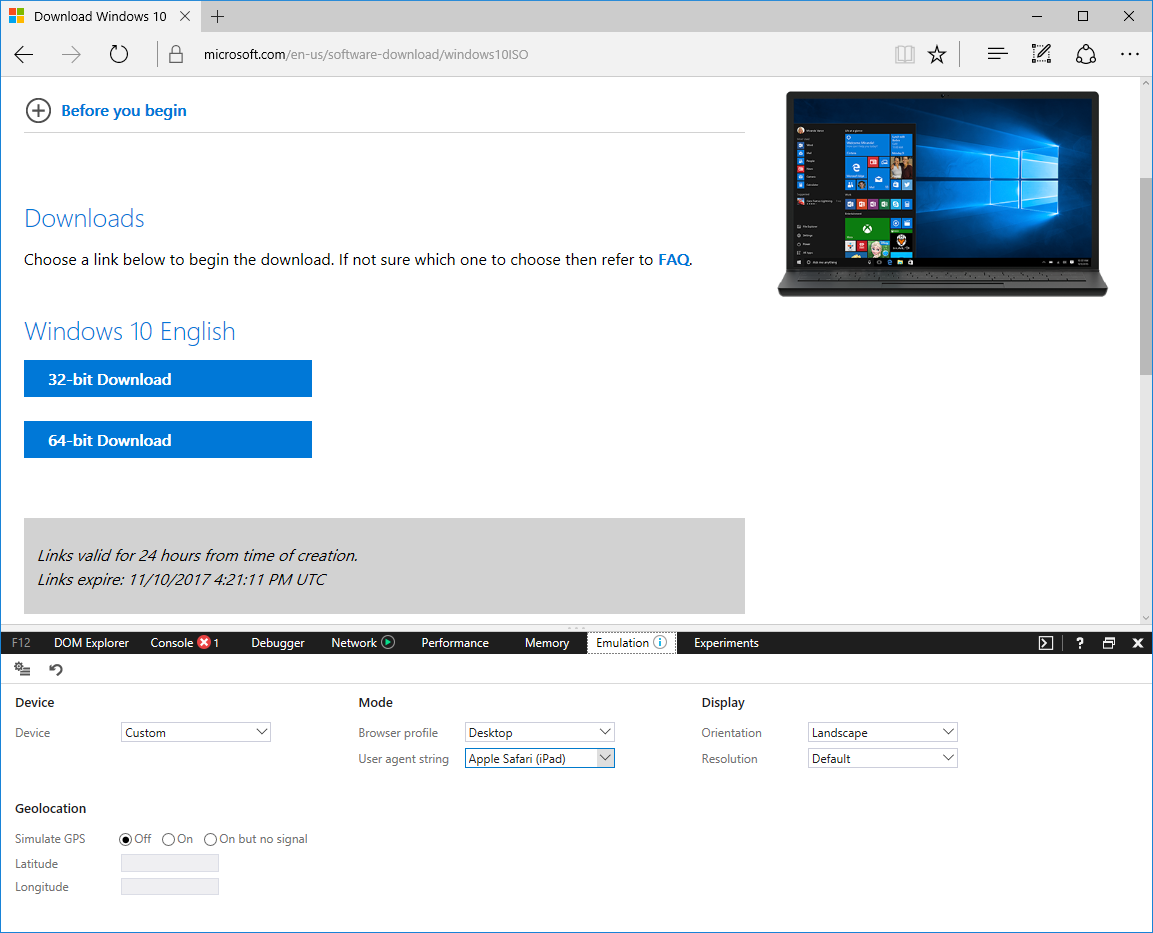 Download Windows 10
microsoft.com/en-us/software-download/windows10ISO
Before you begin
Downloads
Choose a link below to begin the download. If not sure which one to choose then refer to FAQ.
Windows 10 English
32-bit Download
64-bit Download
Links valid for 24 hours from time of creation.
Links expire: 11/10/2017 4:21:11 PM UTC
F12 DOM Explorer Console 1 Debugger Network Performance Memory Emulation Experiments ?
Device Mode Display
Device Custom Browser profile Desktop Orientation Landscape
User agent string Apple Safari (iPad) Resolution Default
Geolocation
Simulate GPS Off On On but no signal
Latitude
Longitude